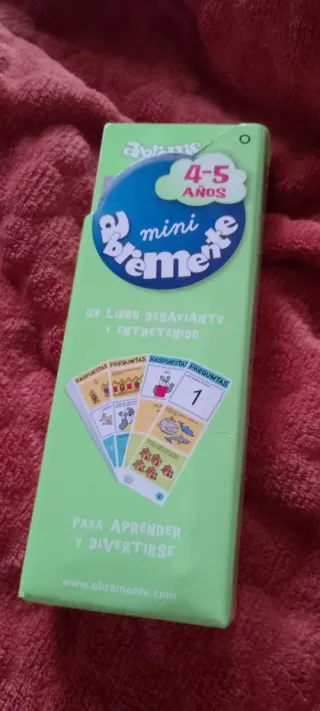 abreme
4-5
AÑOS
mini
abremente
UN LIBRO DESAFIANTE
Y ENTRETENIDO
RESPUESTAS PREGUNTAS RESPUESTAS PREGUNTAS
1
PARA APRENDER
Y DIVERTIRSE
www.abremente.com